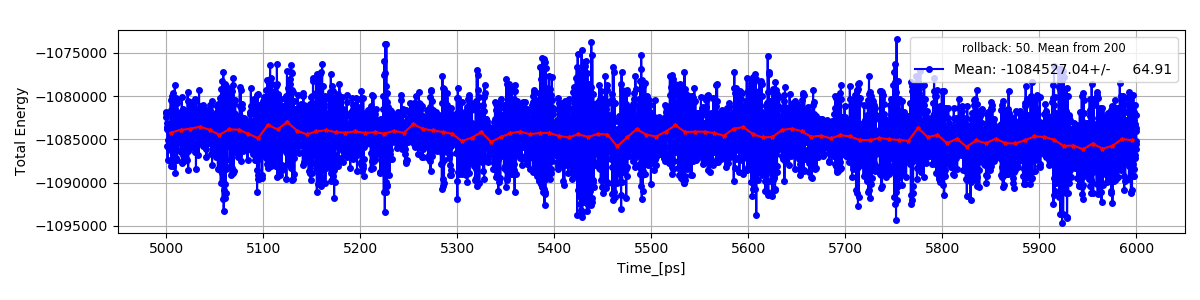 rollback: 50. Mean from 200
Mean: -1084527.04+/- 64.91
Total Energy
−1075000
−1080000
−1085000
−1090000
−1095000
5000 5100 5200 5300 5400 5500 5600 5700 5800 5900 6000
Time_[ps]